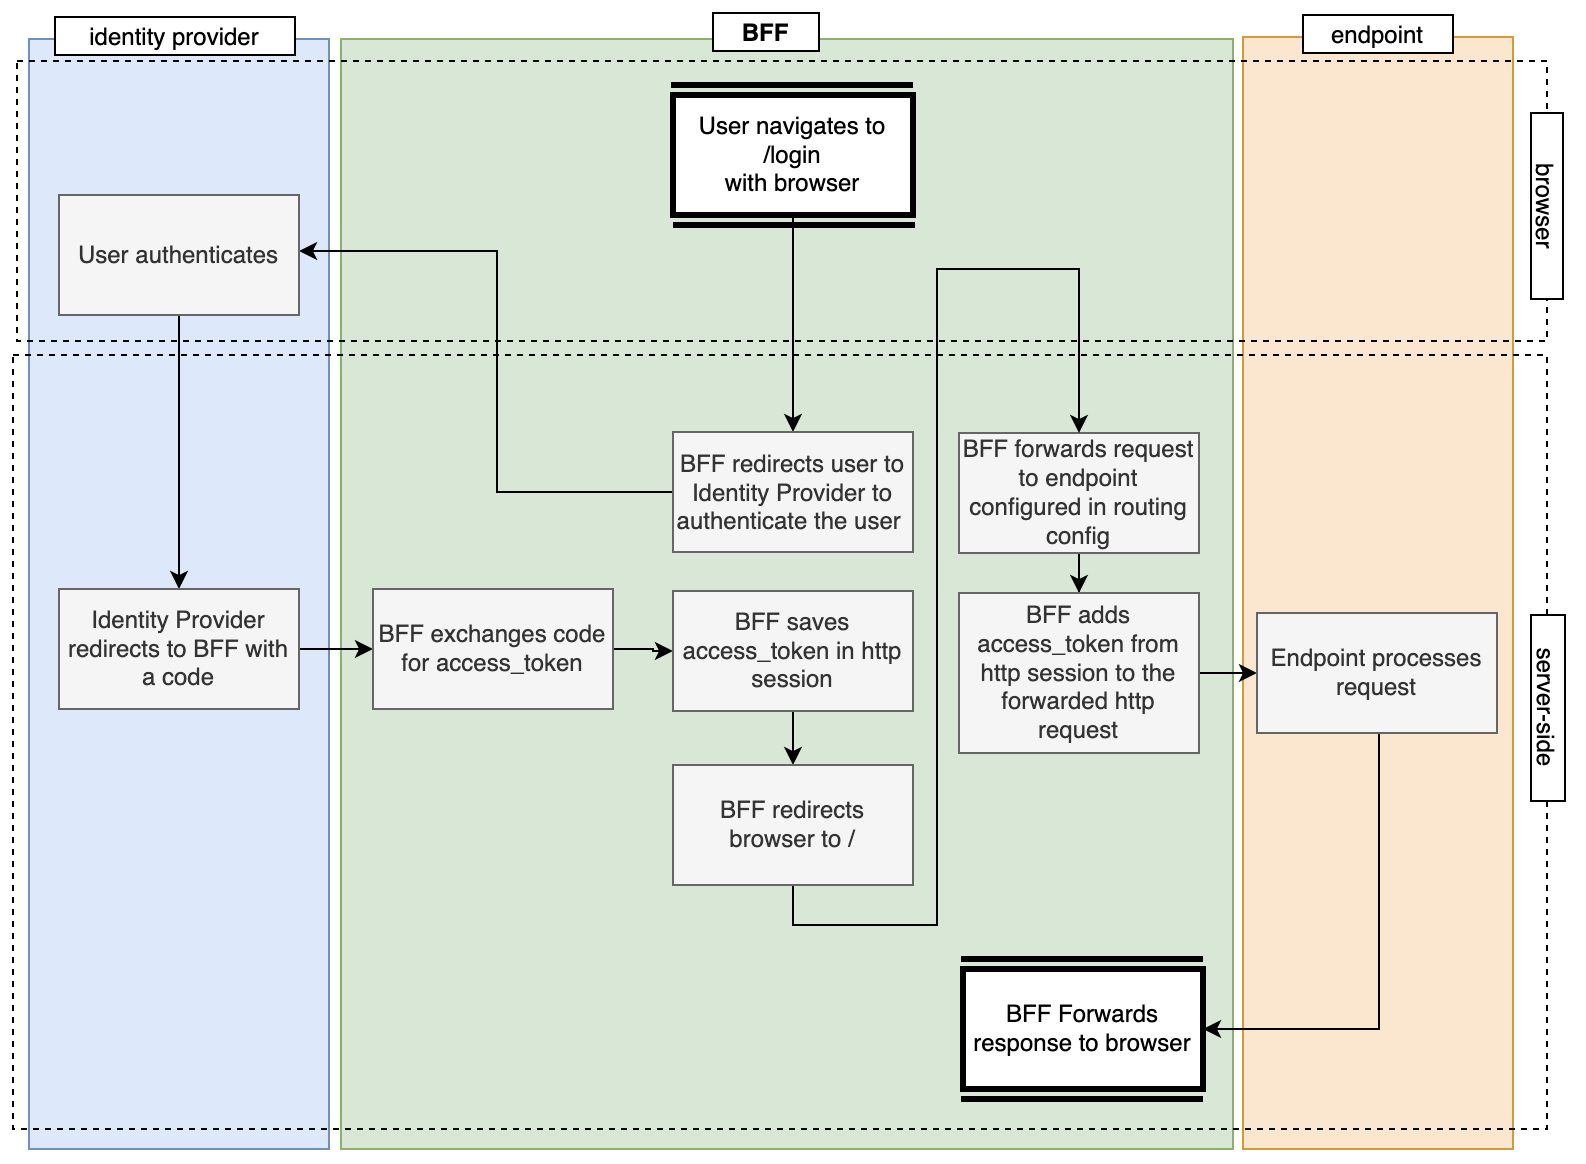 identity provider
BFF
endpoint
User navigates to
/login
with browser
browser
User authenticates
BFF redirects user to
Identity Provider to
authenticate the user
BFF forwards request
to endpoint
configured in routing
config
Identity Provider
redirects to BFF with
a code
BFF exchanges code
for access_token
BFF saves
access_token in http
session
BFF adds
access_token from
http session to the
forwarded http
request
Endpoint processes
request
server-side
BFF redirects
browser to /
BFF Forwards
response to browser